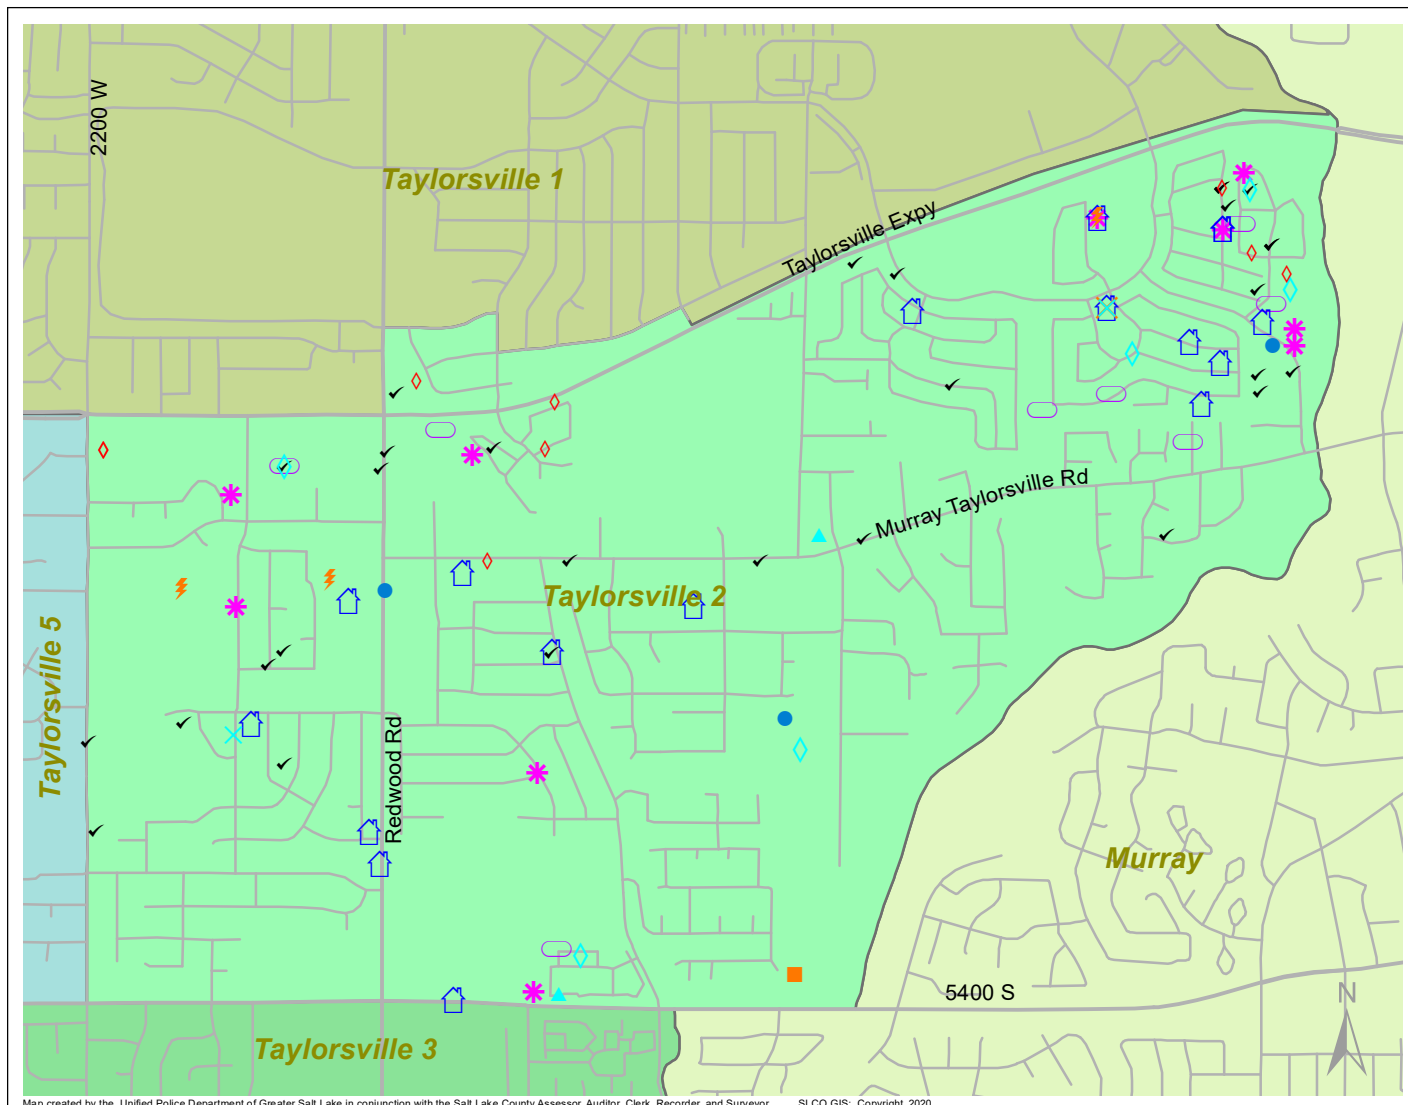 2200 W
Taylorsville 1
Taylorsville Expy
Murray Taylorsville Rd
Taylorsville 2
Taylorsville 5
Redwood Rd
Murray
5400 S
N
Taylorsville 3
Map created by the Unified Police Department of Greater Salt Lake in conjunction with the Salt Lake County Assessor, Auditor, Clerk, Recorder, and Surveyor. SLCO GIS: Copyright, 2020